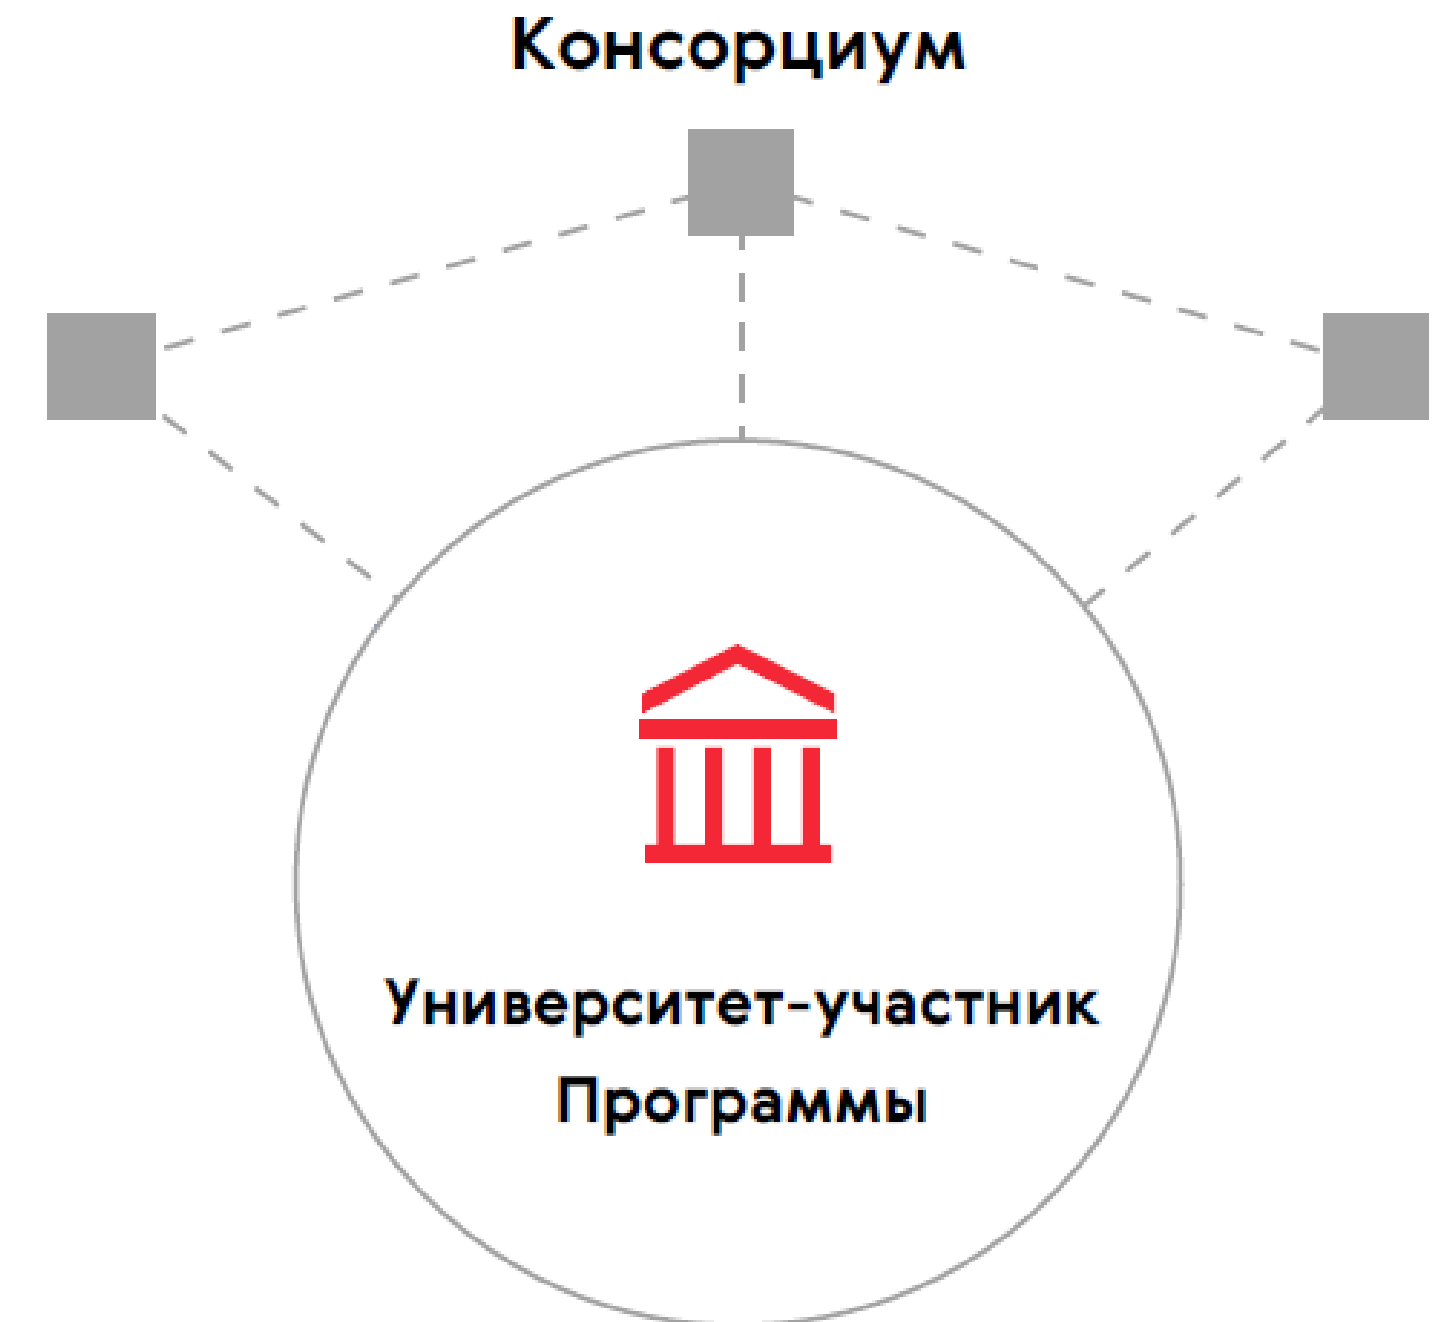 Консорциум
Университет-участник
Программы